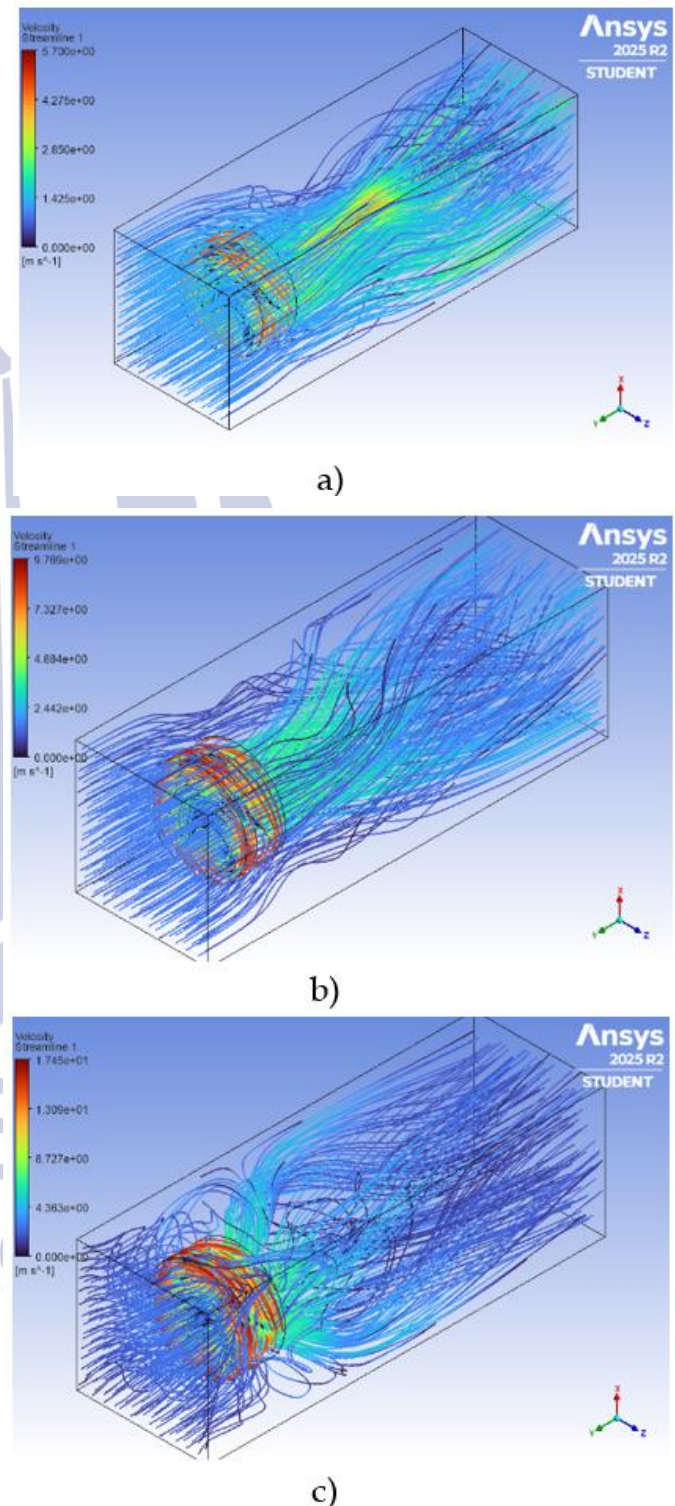 Velocity
Streamline 1
5.700e+00
4.275e+00
2.850e+00
1.425e+00
0.000e+00
[m s^-1]
Ansys
2025 R2
STUDENT
X
Y
Z
a)
Velocity
Streamline 1
9.769e+00
7.327e+00
4.884e+00
2.442e+00
0.000e+00
[m s^-1]
Ansys
2025 R2
STUDENT
X
Y
Z
b)
Velocity
Streamline 1
1.745e+01
1.309e+01
8.727e+00
4.363e+00
0.000e+00
[m s^-1]
Ansys
2025 R2
STUDENT
X
Y
Z
c)